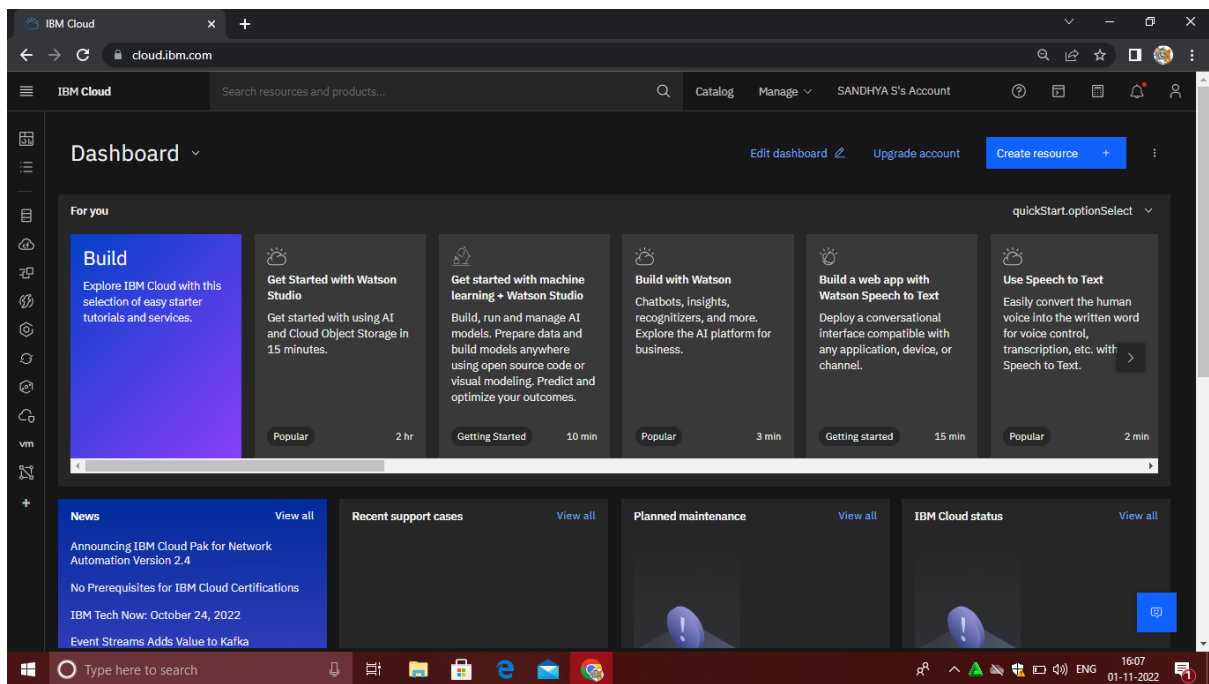 IBM Cloud
cloud.ibm.com
IBM Cloud
Search resources and products...
Catalog
Manage
SANDHYA S's Account
Dashboard
Edit dashboard
Upgrade account
Create resource +
For you
quickStart.optionSelect
Build
Explore IBM Cloud with this
selection of easy starter
tutorials and services.
Get Started with Watson
Studio
Get started with using AI
and Cloud Object Storage in
15 minutes.
Popular
2 hr
Get started with machine
learning + Watson Studio
Build, run and manage AI
models. Prepare data and
build models anywhere
using open source code or
visual modeling. Predict and
optimize your outcomes.
Getting Started
10 min
Build with Watson
Chatbots, insights,
recognitizers, and more.
Explore the AI platform for
business.
Popular
3 min
Build a web app with
Watson Speech to Text
Deploy a conversational
interface compatible with
any application, device, or
channel.
Getting started
15 min
Use Speech to Text
Easily convert the human
voice into the written word
for voice control,
transcription, etc. with
Speech to Text.
Popular
2 min
vm
News
View all
Announcing IBM Cloud Pak for Network
Automation Version 2.4
No Prerequisites for IBM Cloud Certifications
IBM Tech Now: October 24, 2022
Event Streams Adds Value to Kafka
Recent support cases
View all
Planned maintenance
View all
IBM Cloud status
View all
Type here to search
ENG
16:07
01-11-2022
1